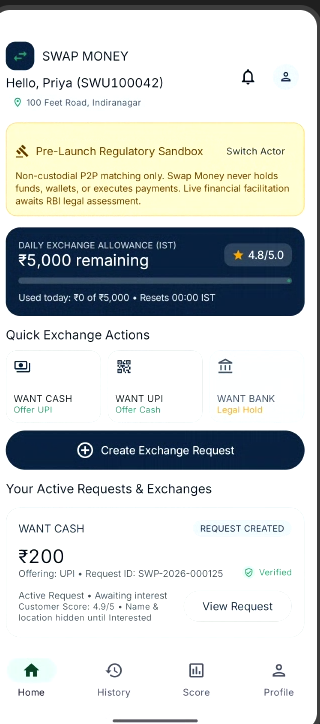 SWAP MONEY
Hello, Priya (SWU100042)
100 Feet Road, Indiranagar
Pre-Launch Regulatory Sandbox
Switch Actor
Non-custodial P2P matching only. Swap Money never holds
funds, wallets, or executes payments. Live financial facilitation
awaits RBI legal assessment.
DAILY EXCHANGE ALLOWANCE (IST)
₹5,000 remaining
4.8/5.0
Used today: ₹0 of ₹5,000 • Resets 00:00 IST
Quick Exchange Actions
WANT CASH
Offer UPI
WANT UPI
Offer Cash
WANT BANK
Legal Hold
Create Exchange Request
Your Active Requests & Exchanges
WANT CASH
REQUEST CREATED
₹200
Offering: UPI • Request ID: SWP-2026-000125
Verified
Active Request • Awaiting interest
Customer Score: 4.9/5 • Name &
location hidden until Interested
View Request
Home
History
Score
Profile